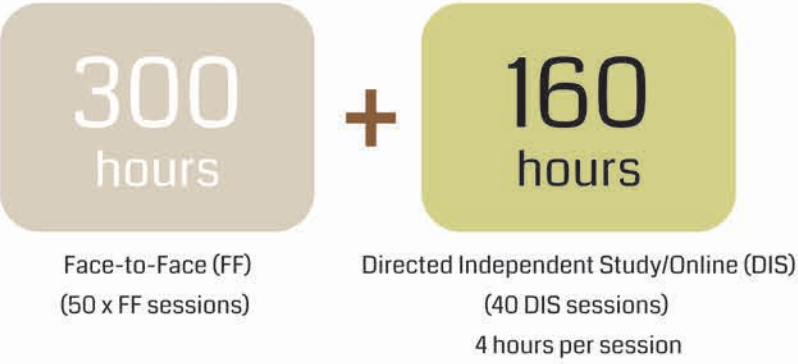 300
hours
+
160
hours
Face-to-Face (FF)
(50 x FF sessions)
Directed Independent Study/Online (DIS)
(40 DIS sessions)
4 hours per session